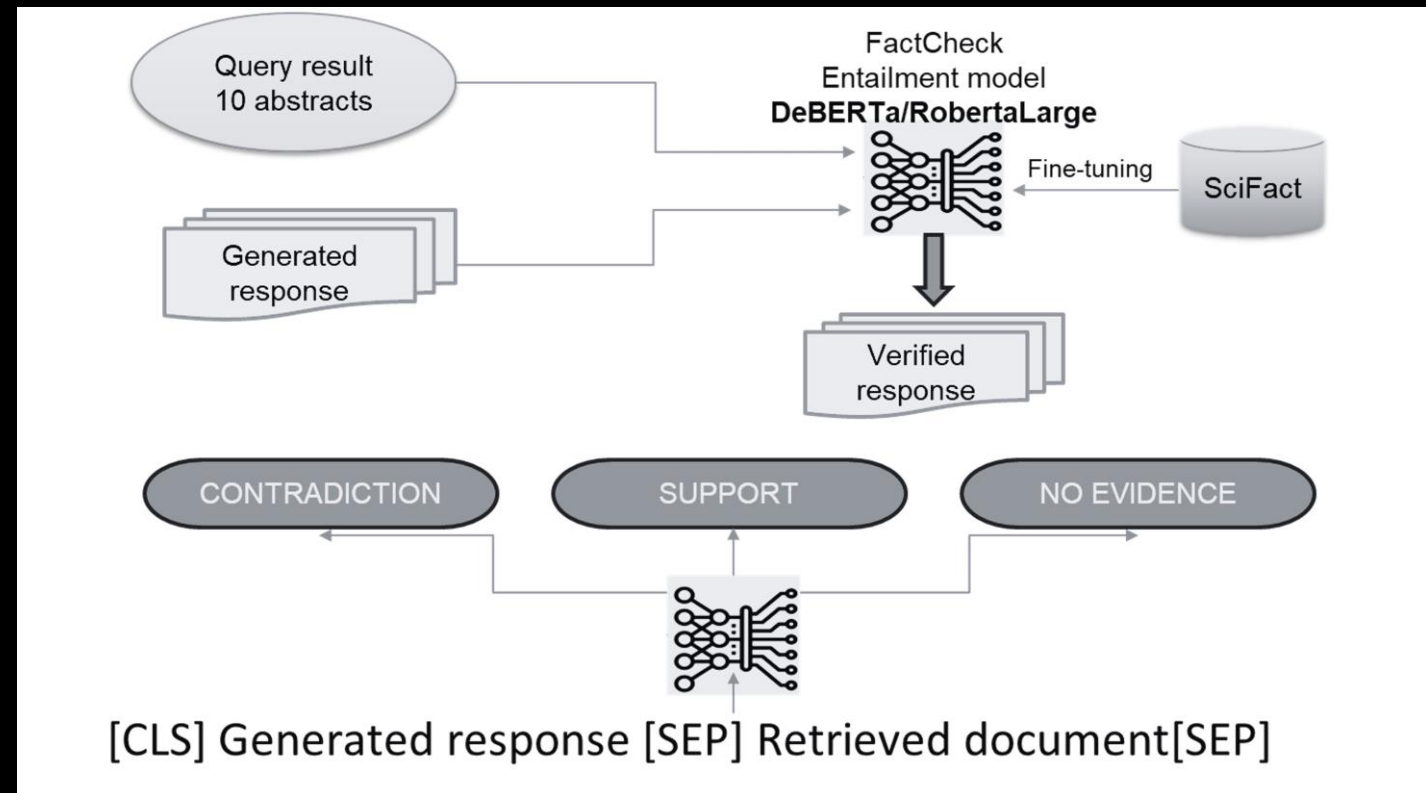 Query result
10 abstracts
FactCheck
Entailment model
DeBERTa/RobertaLarge
Fine-tuning
SciFact
Generated
response
Verified
response
CONTRADICTION
SUPPORT
NO EVIDENCE
[CLS] Generated response [SEP] Retrieved document[SEP]